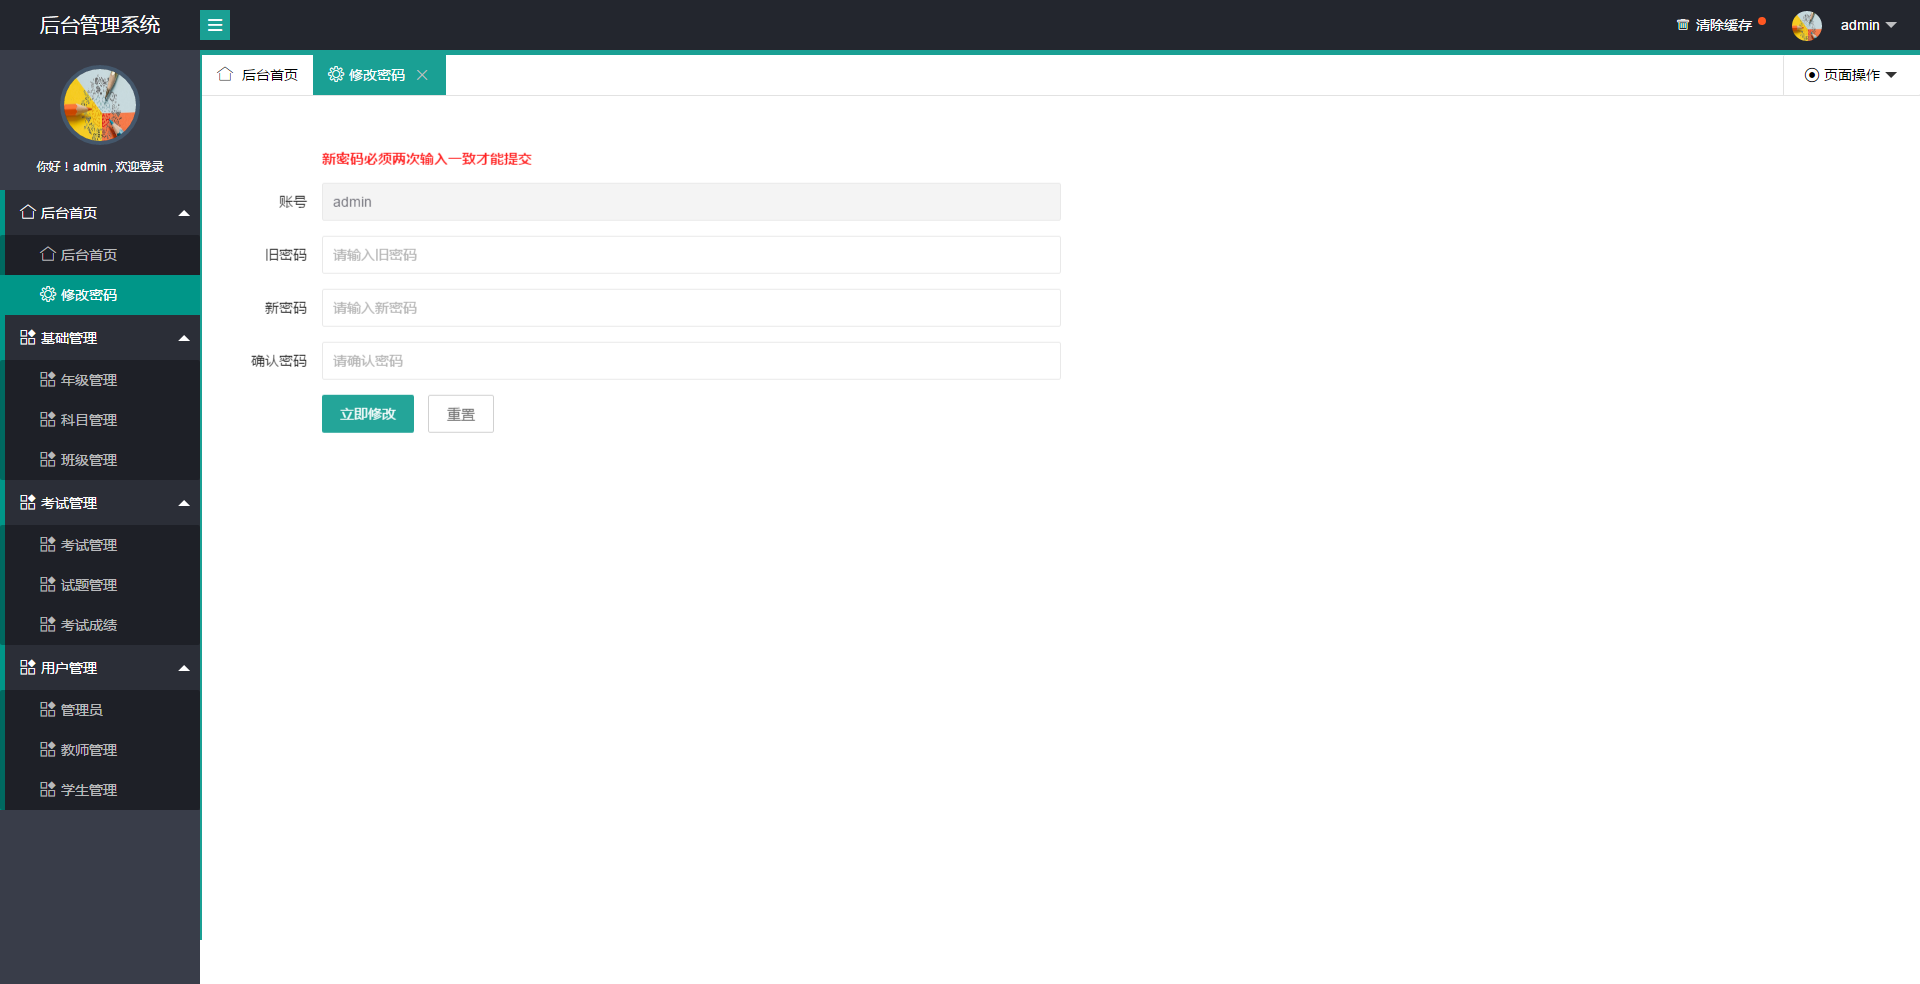 后台管理系统
清除缓存
admin
你好！admin , 欢迎登录
后台首页
后台首页
修改密码
基础管理
年级管理
科目管理
班级管理
考试管理
考试管理
试题管理
考试成绩
用户管理
管理员
教师管理
学生管理
后台首页
修改密码
页面操作
新密码必须两次输入一致才能提交
账号
admin
旧密码
请输入旧密码
新密码
请输入新密码
确认密码
请确认密码
立即修改
重置